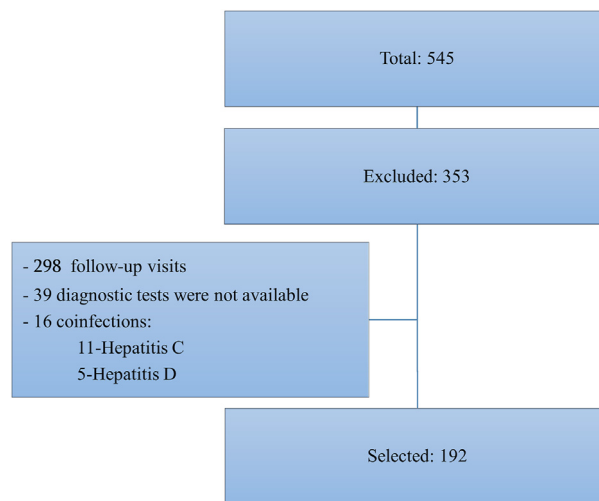 Total: 545
Excluded: 353
- 298 follow-up visits
- 39 diagnostic tests were not available
- 16 coinfections:
11-Hepatitis C
5-Hepatitis D
Selected: 192